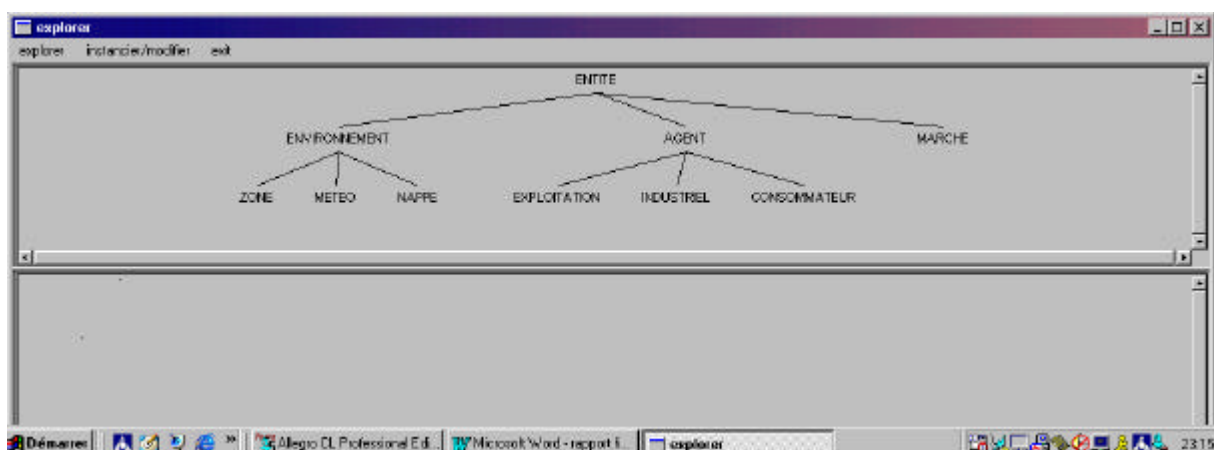 explorer
explorer instancier/modifier exit
ENTITE
ENVIRONNEMENT AGENT MARCHE
ZONE METEO NAPPE EXPLOITATION INDUSTRIEL CONSOMMATEUR
Démarrer » Allegro CL Professional Edi... Microsoft Word - rapport fi... explorer 23:15